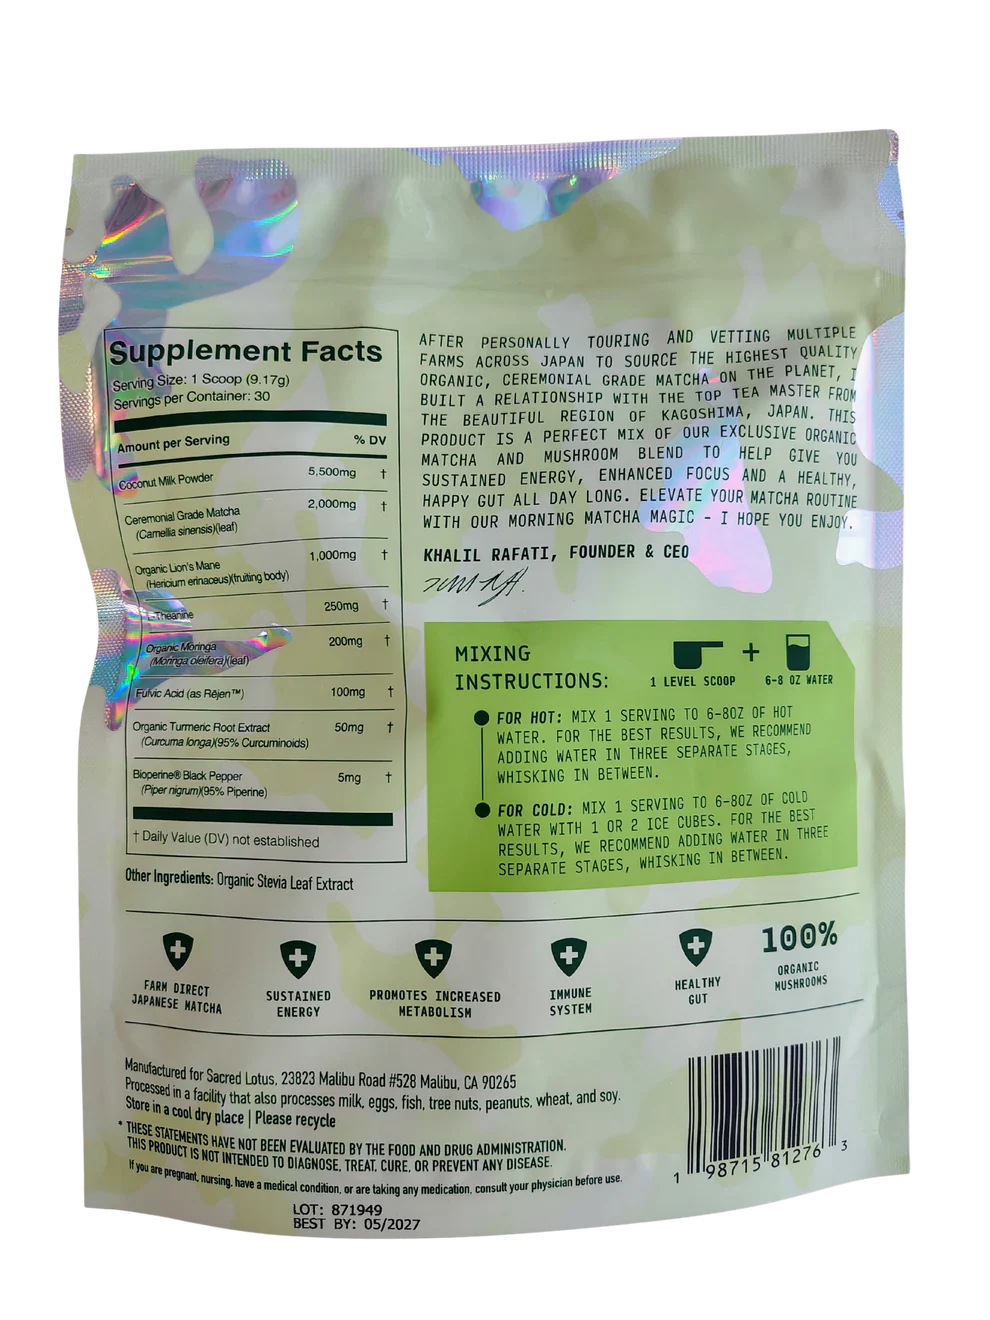 Supplement Facts
Serving Size: 1 Scoop (9.17g)
Servings per Container: 30
Amount per Serving % DV
Coconut Milk Powder 5,500mg †
Ceremonial Grade Matcha 2,000mg †
(Camellia sinensis)(leaf)
Organic Lion's Mane 1,000mg †
(Hericium erinaceus)(fruiting body)
L-Theanine 250mg †
Organic Moringa 200mg †
(Moringa oleifera)(leaf)
Fulvic Acid (as Rējen™) 100mg †
Organic Turmeric Root Extract 50mg †
(Curcuma longa)(95% Curcuminoids)
Bioperine® Black Pepper 5mg †
(Piper nigrum)(95% Piperine)
† Daily Value (DV) not established
Other Ingredients: Organic Stevia Leaf Extract
AFTER PERSONALLY TOURING AND VETTING MULTIPLE
FARMS ACROSS JAPAN TO SOURCE THE HIGHEST QUALITY
ORGANIC, CEREMONIAL GRADE MATCHA ON THE PLANET, I
BUILT A RELATIONSHIP WITH THE TOP TEA MASTER FROM
THE BEAUTIFUL REGION OF KAGOSHIMA, JAPAN. THIS
PRODUCT IS A PERFECT MIX OF OUR EXCLUSIVE ORGANIC
MATCHA AND MUSHROOM BLEND TO HELP GIVE YOU
SUSTAINED ENERGY, ENHANCED FOCUS AND A HEALTHY,
HAPPY GUT ALL DAY LONG. ELEVATE YOUR MATCHA ROUTINE
WITH OUR MORNING MATCHA MAGIC - I HOPE YOU ENJOY.
KHALIL RAFATI, FOUNDER & CEO
MIXING
INSTRUCTIONS:
+
1 LEVEL SCOOP 6-8 OZ WATER
FOR HOT: MIX 1 SERVING TO 6-8OZ OF HOT
WATER. FOR THE BEST RESULTS, WE RECOMMEND
ADDING WATER IN THREE SEPARATE STAGES,
WHISKING IN BETWEEN.
FOR COLD: MIX 1 SERVING TO 6-8OZ OF COLD
WATER WITH 1 OR 2 ICE CUBES. FOR THE BEST
RESULTS, WE RECOMMEND ADDING WATER IN THREE
SEPARATE STAGES, WHISKING IN BETWEEN.
FARM DIRECT
JAPANESE MATCHA
SUSTAINED
ENERGY
PROMOTES INCREASED
METABOLISM
IMMUNE
SYSTEM
HEALTHY
GUT
100%
ORGANIC
MUSHROOMS
Manufactured for Sacred Lotus, 23823 Malibu Road #528 Malibu, CA 90265
Processed in a facility that also processes milk, eggs, fish, tree nuts, peanuts, wheat, and soy.
Store in a cool dry place | Please recycle
* THESE STATEMENTS HAVE NOT BEEN EVALUATED BY THE FOOD AND DRUG ADMINISTRATION.
THIS PRODUCT IS NOT INTENDED TO DIAGNOSE, TREAT, CURE, OR PREVENT ANY DISEASE.
If you are pregnant, nursing, have a medical condition, or are taking any medication, consult your physician before use.
LOT: 871949
BEST BY: 05/2027
1 98715 81276 3